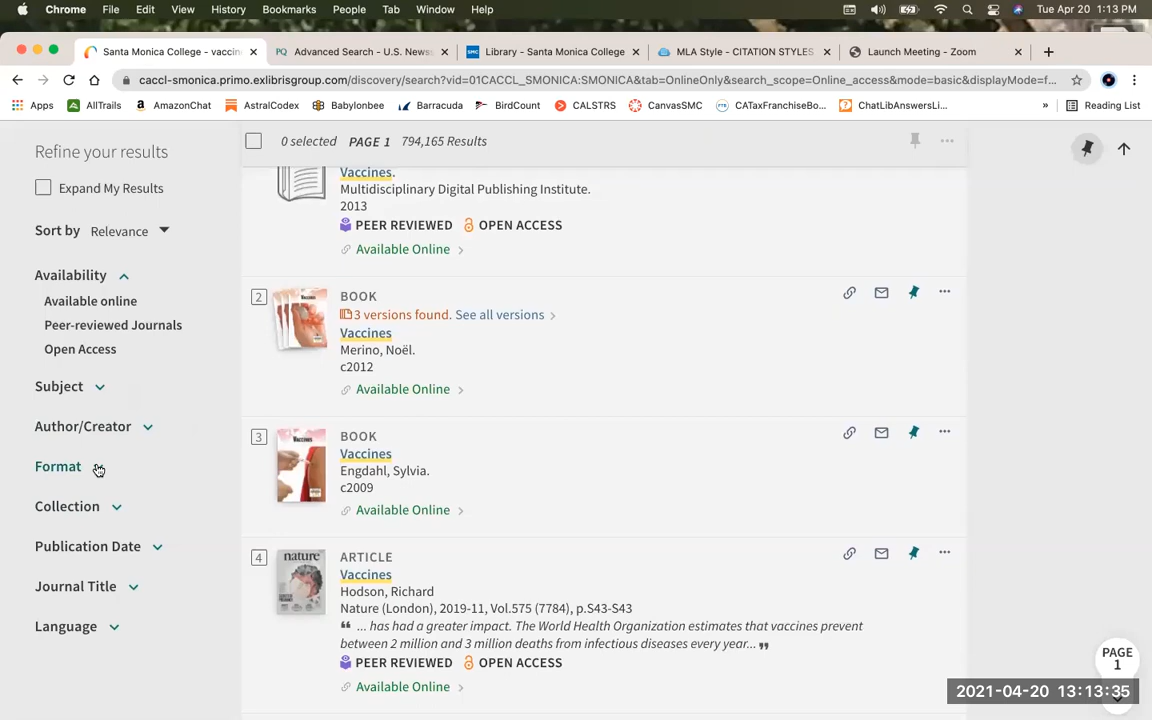 Chrome File Edit View History Bookmarks People Tab Window Help Tue Apr 20 1:13 PM
Santa Monica College - vaccin Advanced Search - U.S. News Library - Santa Monica College MLA Style - CITATION STYLES Launch Meeting - Zoom
caccl-smonica.primo.exlibrisgroup.com/discovery/search?vid=01CACCL_SMONICA:SMONICA&tab=OnlineOnly&search_scope=Online_access&mode=basic&displayMode=f...
Apps AllTrails AmazonChat AstralCodex Babylonbee Barracuda BirdCount CALSTRS CanvasSMC CATaxFranchiseBo... ChatLibAnswersLi... » Reading List
Refine your results
Expand My Results
Sort by Relevance
Availability
Available online
Peer-reviewed Journals
Open Access
Subject
Author/Creator
Format
Collection
Publication Date
Journal Title
Language
0 selected PAGE 1 794,165 Results
Vaccines.
Multidisciplinary Digital Publishing Institute.
2013
PEER REVIEWED OPEN ACCESS
Available Online
2 BOOK
3 versions found. See all versions
Vaccines
Merino, Noël.
c2012
Available Online
3 BOOK
Vaccines
Engdahl, Sylvia.
c2009
Available Online
4 ARTICLE
nature
Vaccines
Hodson, Richard
Nature (London), 2019-11, Vol.575 (7784), p.S43-S43
❝ ... has had a greater impact. The World Health Organization estimates that vaccines prevent
between 2 million and 3 million deaths from infectious diseases every year... ❞
PEER REVIEWED OPEN ACCESS
Available Online
PAGE
1
2021-04-20 13:13:35